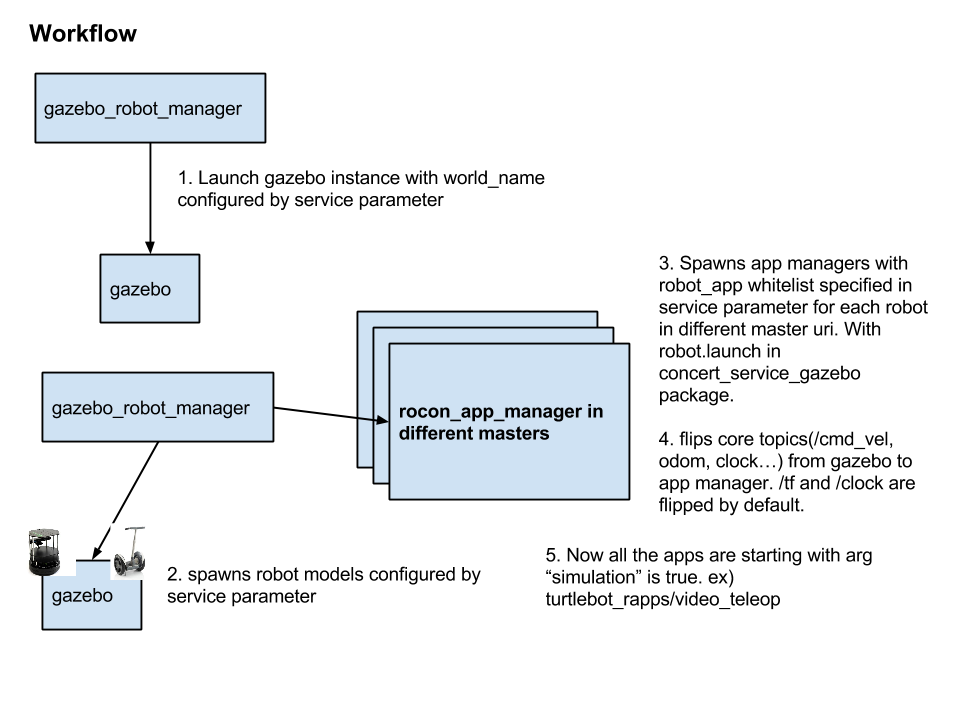 Workflow
gazebo_robot_manager
1. Launch gazebo instance with world_name
configured by service parameter
gazebo
gazebo_robot_manager
rocon_app_manager in
different masters
gazebo
2. spawns robot models configured by
service parameter
3. Spawns app managers with
robot_app whitelist specified in
service parameter for each robot
in different master uri. With
robot.launch in
concert_service_gazebo
package.
4. flips core topics(/cmd_vel,
odom, clock…) from gazebo to
app manager. /tf and /clock are
flipped by default.
5. Now all the apps are starting with arg
“simulation” is true. ex)
turtlebot_rapps/video_teleop